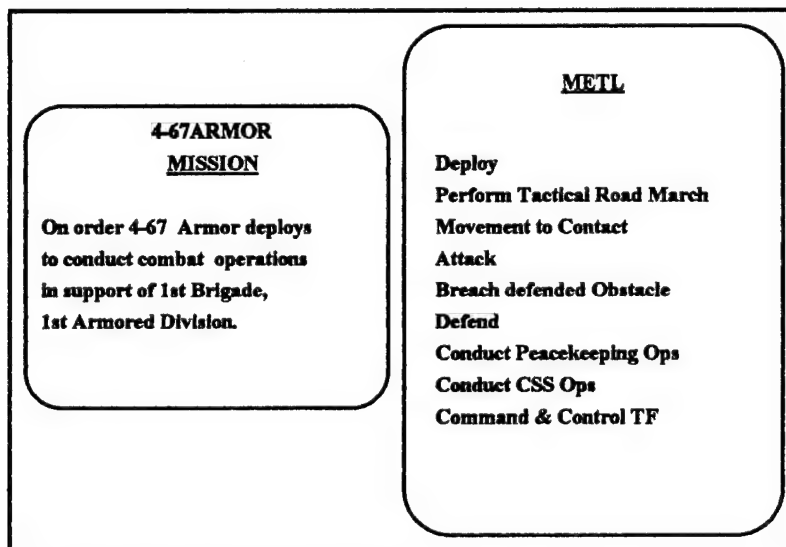 4-67ARMOR
MISSION
On order 4-67 Armor deploys
to conduct combat operations
in support of 1st Brigade,
1st Armored Division.
METL
Deploy
Perform Tactical Road March
Movement to Contact
Attack
Breach defended Obstacle
Defend
Conduct Peacekeeping Ops
Conduct CSS Ops
Command & Control TF